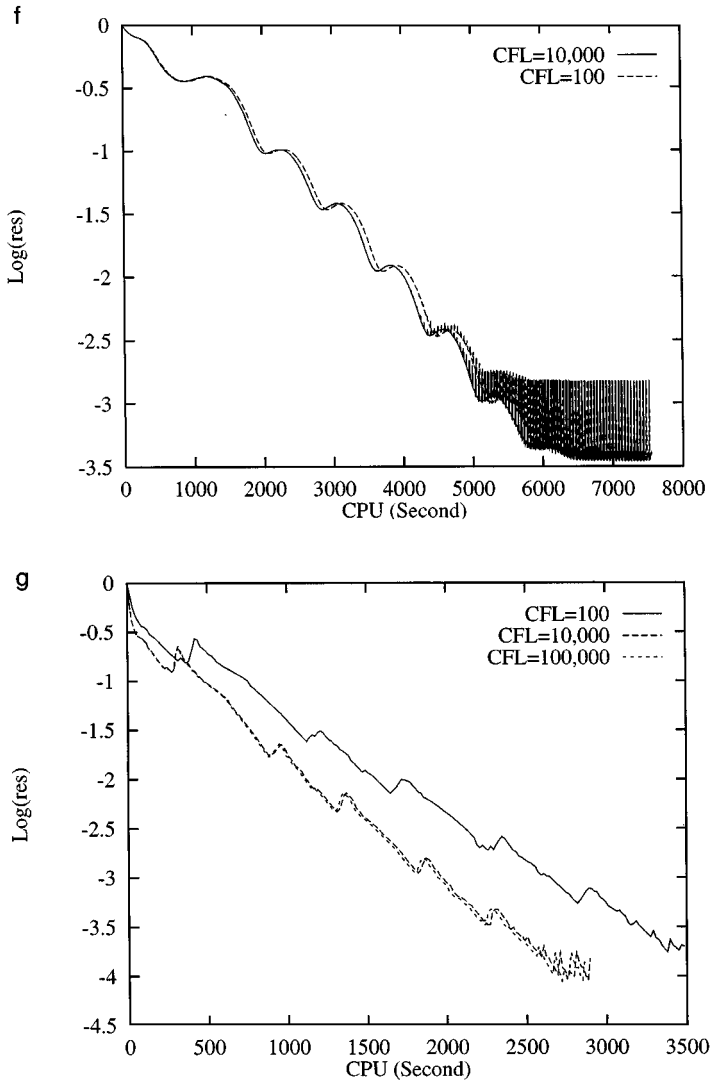 f
0
-0.5
-1
-1.5
-2
-2.5
-3
-3.5
Log(res)
CFL=10,000
CFL=100
0 1000 2000 3000 4000 5000 6000 7000 8000
CPU (Second)
g
0
-0.5
-1
-1.5
-2
-2.5
-3
-3.5
-4
-4.5
Log(res)
CFL=100
CFL=10,000
CFL=100,000
0 500 1000 1500 2000 2500 3000 3500
CPU (Second)